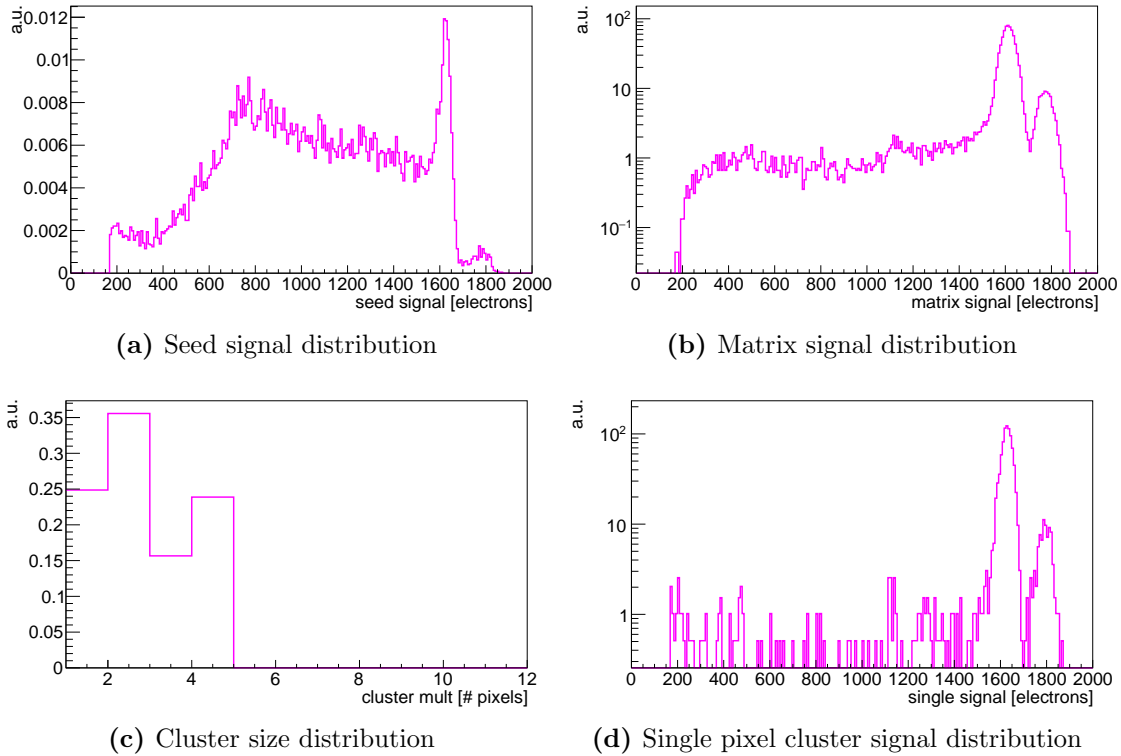 a.u.
0.012
0.01
0.008
0.006
0.004
0.002
0
0 200 400 600 800 1000 1200 1400 1600 1800 2000
seed signal [electrons]
(a) Seed signal distribution
a.u.
10²
10
1
10⁻¹
0 200 400 600 800 1000 1200 1400 1600 1800 2000
matrix signal [electrons]
(b) Matrix signal distribution
a.u.
0.35
0.3
0.25
0.2
0.15
0.1
0.05
0
2 4 6 8 10 12
cluster mult [# pixels]
(c) Cluster size distribution
a.u.
10²
10
1
0 200 400 600 800 1000 1200 1400 1600 1800 2000
single signal [electrons]
(d) Single pixel cluster signal distribution